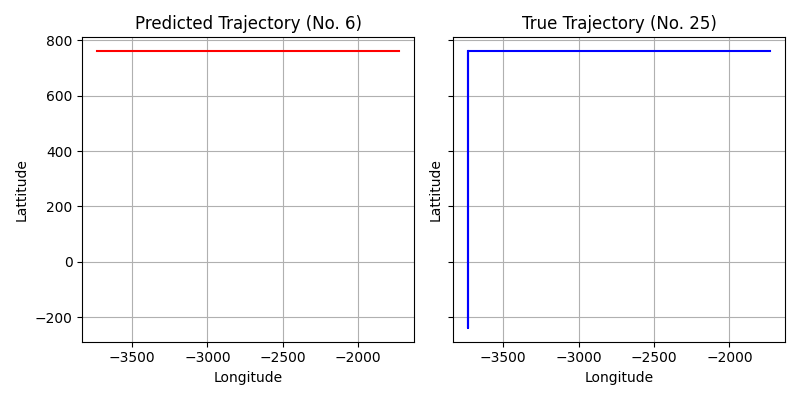 Predicted Trajectory (No. 6)
True Trajectory (No. 25)
800
600
400
200
0
−200
Lattitude
Lattitude
−3500
−3000
−2500
−2000
−3500
−3000
−2500
−2000
Longitude
Longitude